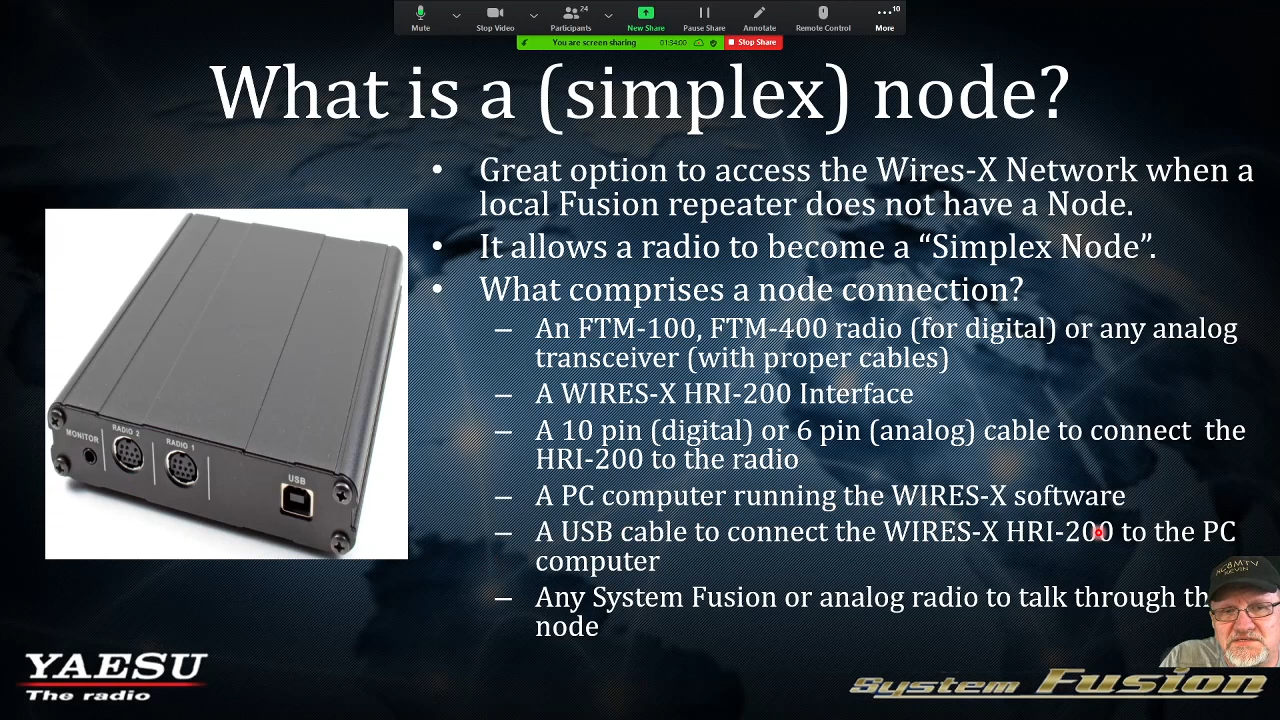 10
24
Mute
Stop Video
Participants
New Share
Pause Share
Annotate
Remote Control
More
You are screen sharing
01:34:00
Stop Share
What is a (simplex) node?
• Great option to access the Wires-X Network when a
local Fusion repeater does not have a Node.
• It allows a radio to become a “Simplex Node”.
• What comprises a node connection?
– An FTM-100, FTM-400 radio (for digital) or any analog
transceiver (with proper cables)
– A WIRES-X HRI-200 Interface
– A 10 pin (digital) or 6 pin (analog) cable to connect the
HRI-200 to the radio
– A PC computer running the WIRES-X software
– A USB cable to connect the WIRES-X HRI-200 to the PC
computer
– Any System Fusion or analog radio to talk through
node
MONITOR
RADIO 2
RADIO 1
USB
KEVIN
YAESU
The radio
System Fusion